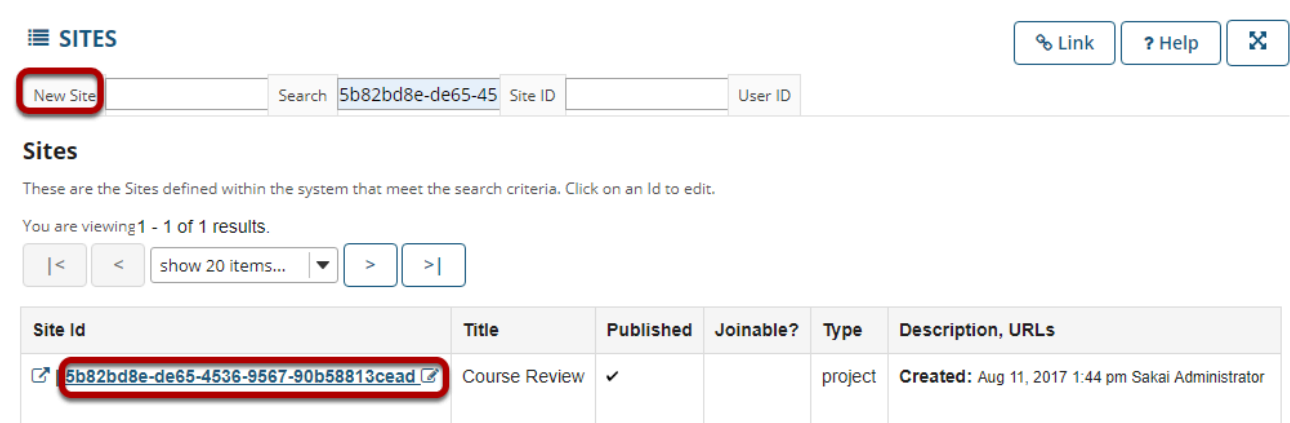 SITES
Link
? Help
New Site
Search
5b82bd8e-de65-45
Site ID
User ID
Sites
These are the Sites defined within the system that meet the search criteria. Click on an Id to edit.
You are viewing1 - 1 of 1 results.
|< < show 20 items... > >|
Site Id Title Published Joinable? Type Description, URLs
5b82bd8e-de65-4536-9567-90b58813cead Course Review ✔ project Created: Aug 11, 2017 1:44 pm Sakai Administrator